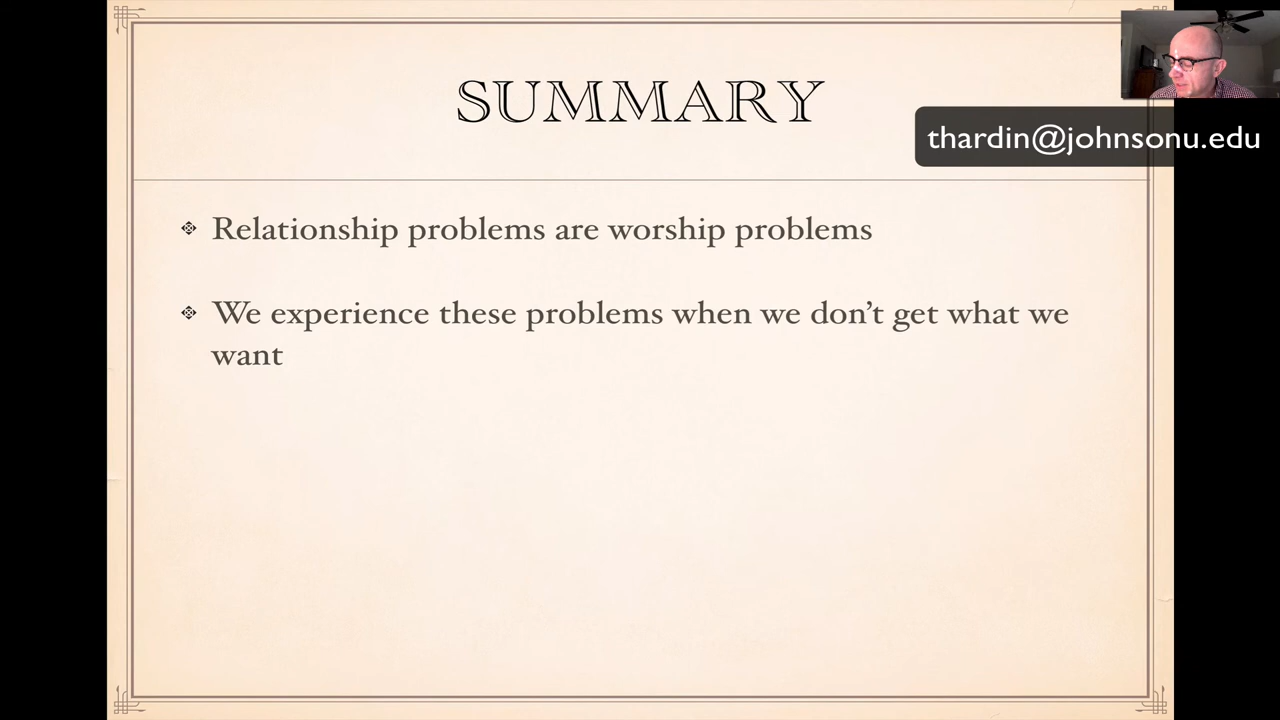 SUMMARY
thardin@johnsonu.edu
Relationship problems are worship problems
We experience these problems when we don’t get what we
want